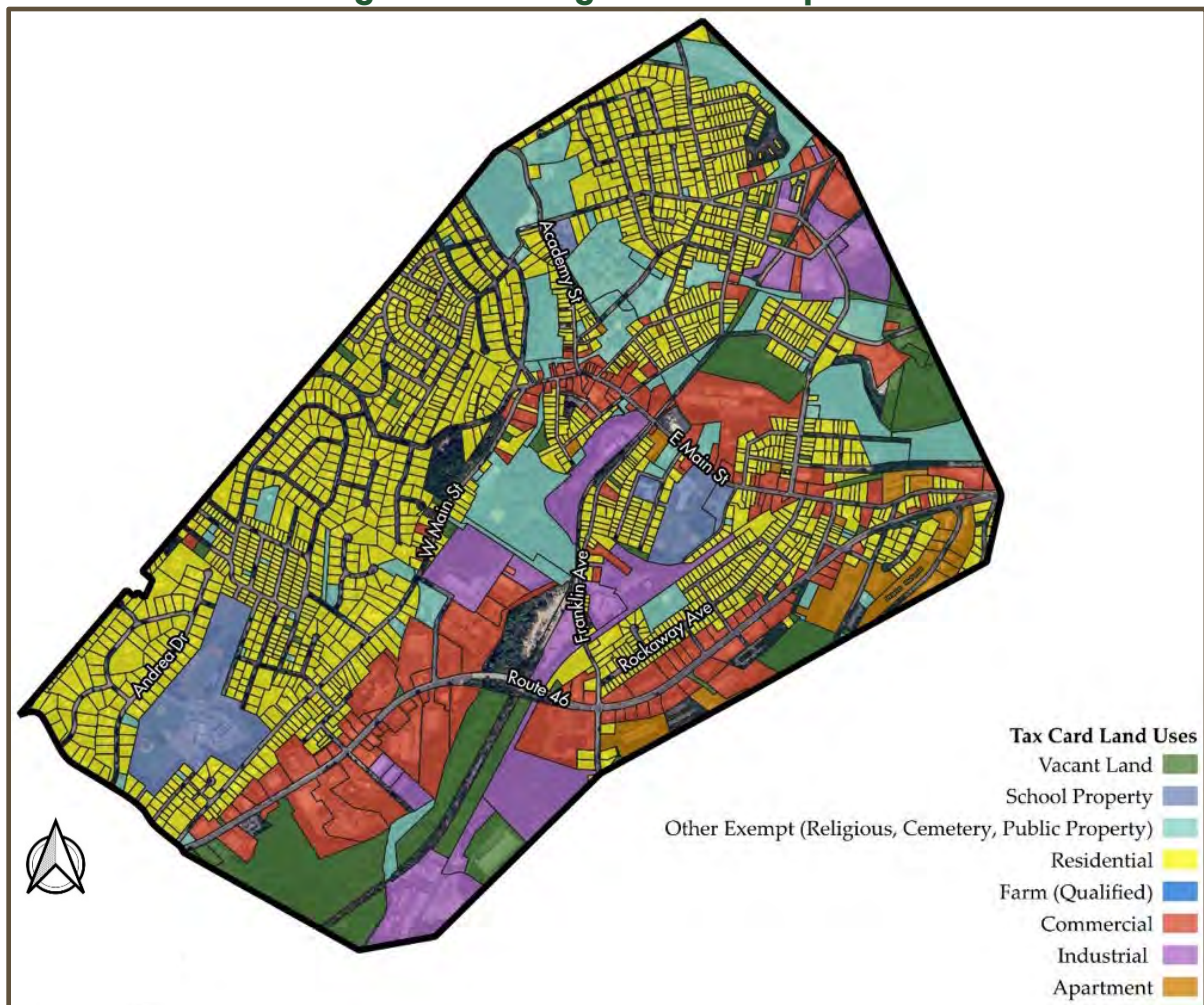 Academy St
E Main St
W Main St
Franklin Ave
Rockaway Ave
Andrea Dr
Route 46
Tax Card Land Uses
Vacant Land
School Property
Other Exempt (Religious, Cemetery, Public Property)
Residential
Farm (Qualified)
Commercial
Industrial
Apartment